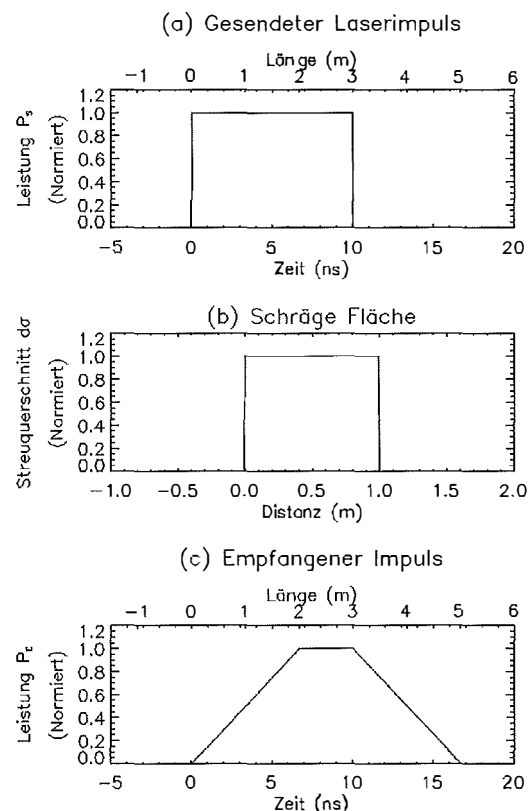 (a) Gesendeter Laserimpuls
Länge (m)
−1 0 1 2 3 4 5 6
Leistung Ps
(Normiert)
1.2
1.0
0.8
0.6
0.4
0.2
0.0
−5 0 5 10 15 20
Zeit (ns)
(b) Schräge Fläche
Streuquerschnitt dσ
(Normiert)
1.2
1.0
0.8
0.6
0.4
0.2
0.0
−1.0 −0.5 0.0 0.5 1.0 1.5 2.0
Distanz (m)
(c) Empfangener Impuls
Länge (m)
−1 0 1 2 3 4 5 6
Leistung Pε
(Normiert)
1.2
1.0
0.8
0.6
0.4
0.2
0.0
−5 0 5 10 15 20
Zeit (ns)